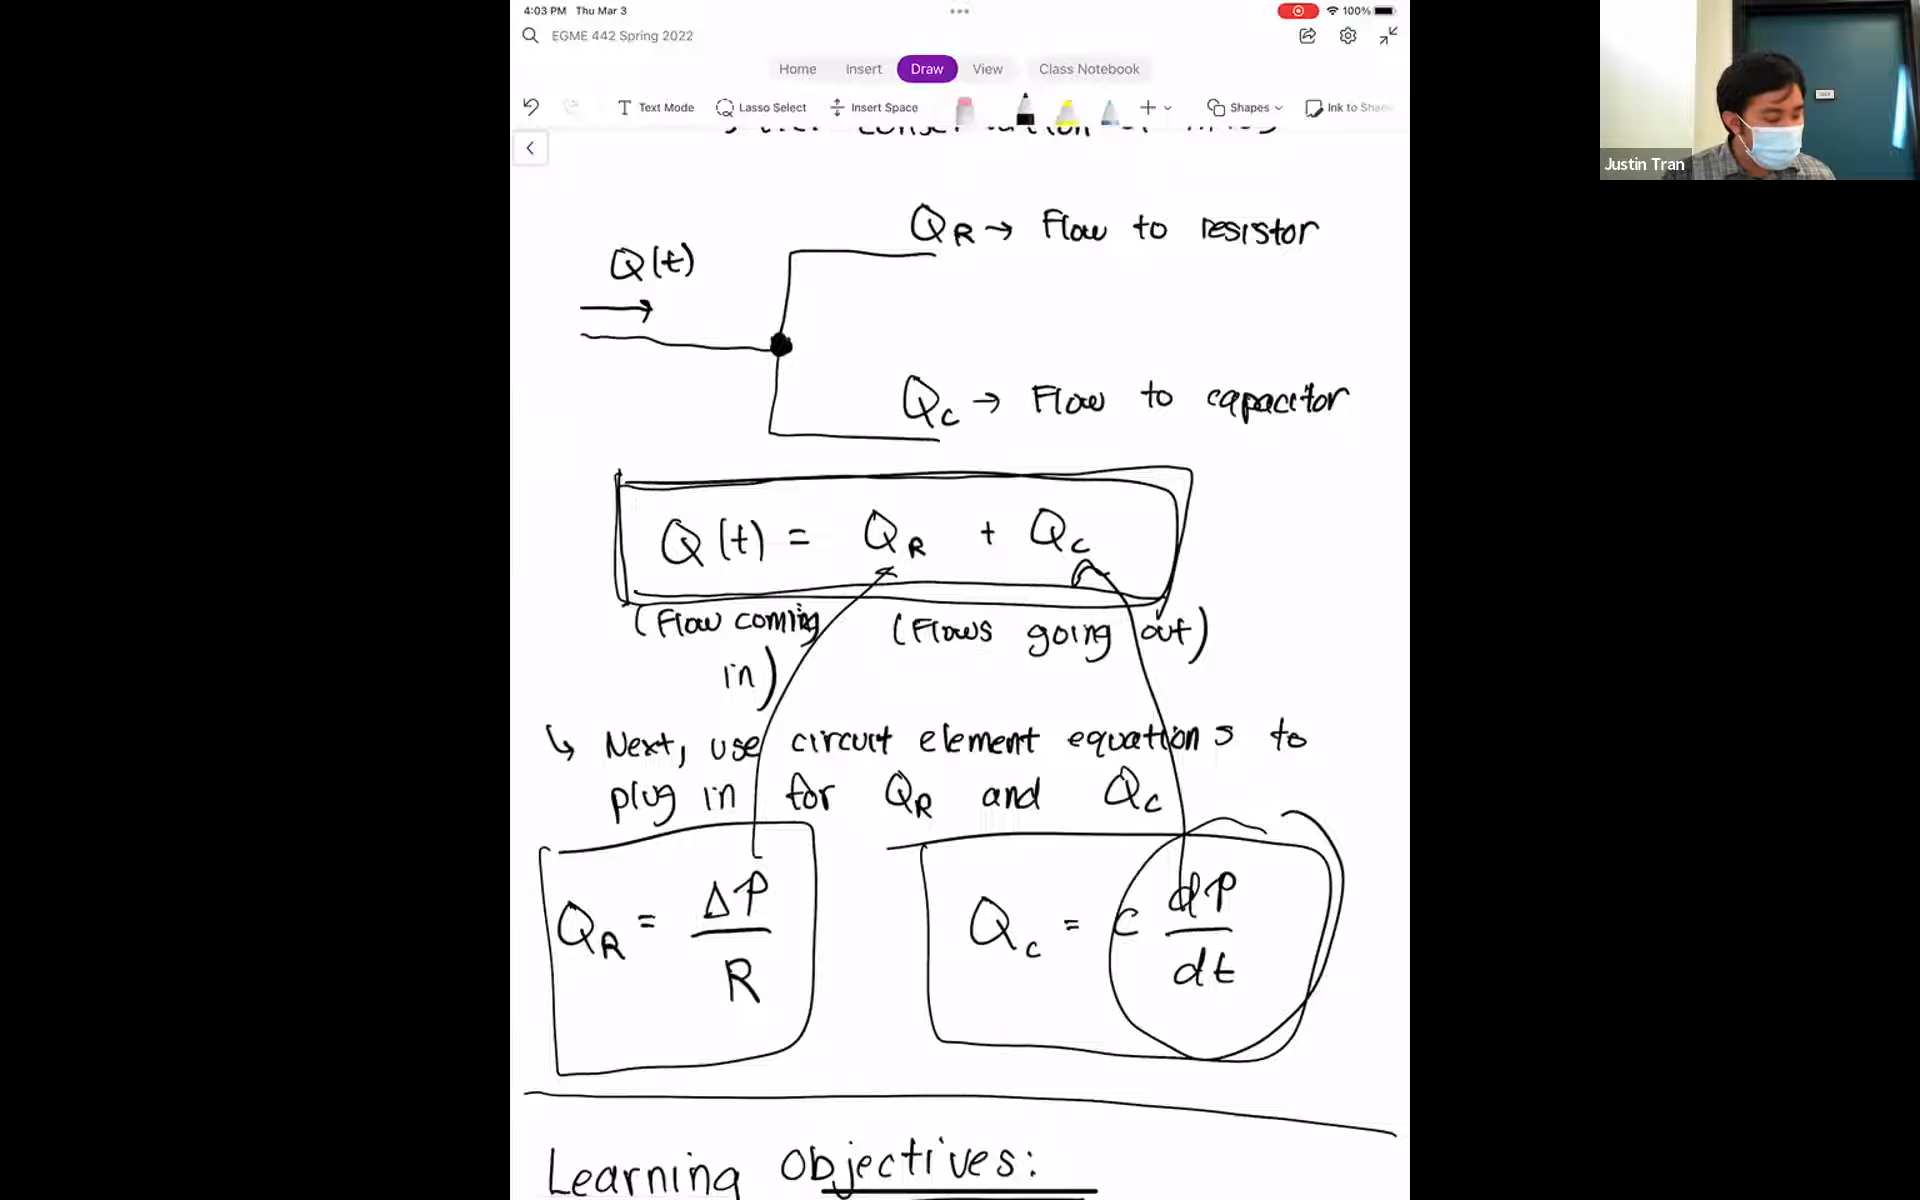 4:03 PM Thu Mar 3
100%
EGME 442 Spring 2022
Home Insert Draw View Class Notebook
Text Mode Lasso Select Insert Space Shapes Ink to Shape
Justin Tran
Q(t)
QR → Flow to resistor
QC → Flow to capacitor
Q(t) = QR + QC
(Flow coming in) (Flows going out)
↳ Next, use circuit element equations to
plug in for QR and QC
QR = ΔP / R
QC = C dP / dt
Learning Objectives: